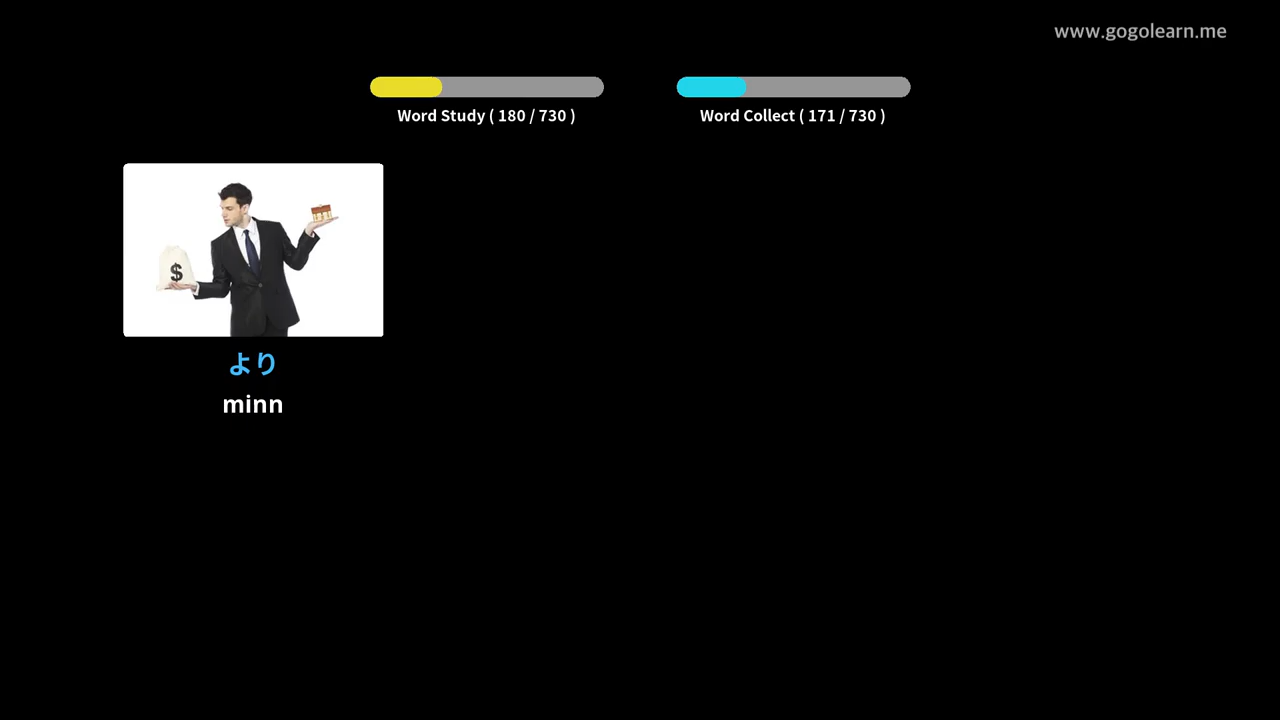 www.gogolearn.me
Word Study ( 180 / 730 )
Word Collect ( 171 / 730 )
$
より
minn